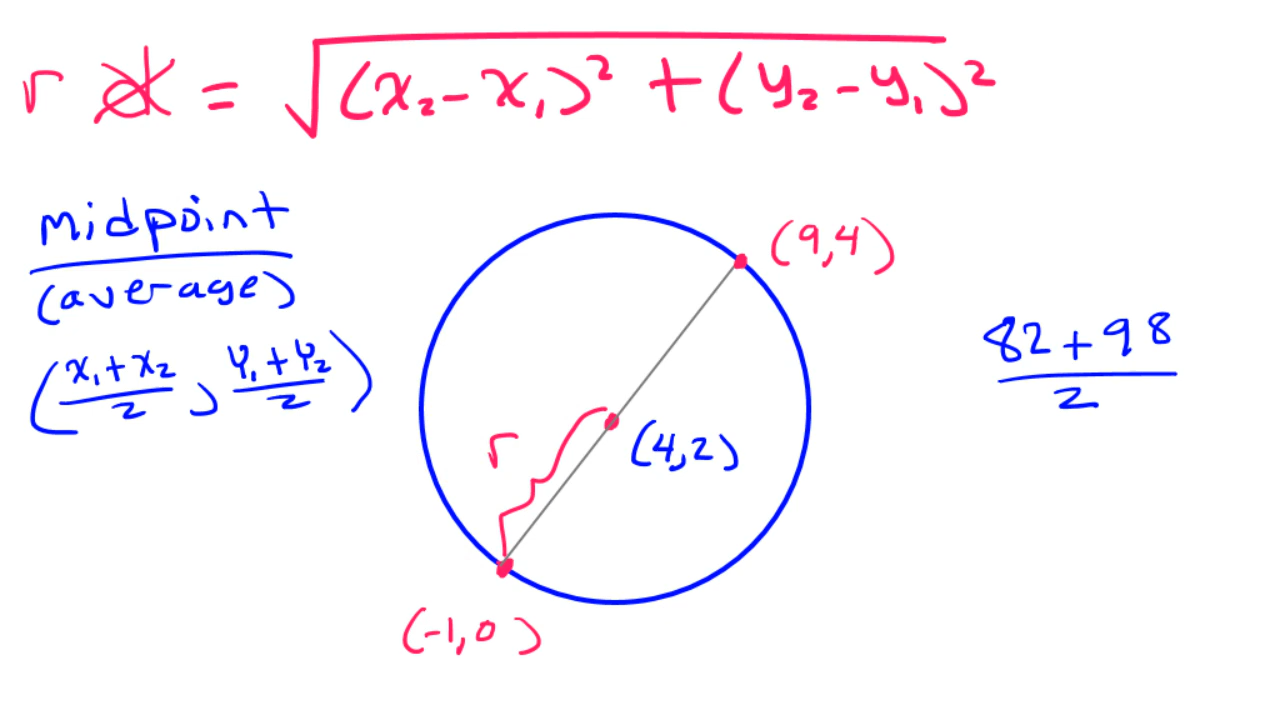 r d = √(x₂-x₁)² + (y₂-y₁)²
midpoint
(average)
(x₁+x₂/2, y₁+y₂/2)
(9,4)
82+98/2
r
(4,2)
(-1,0)